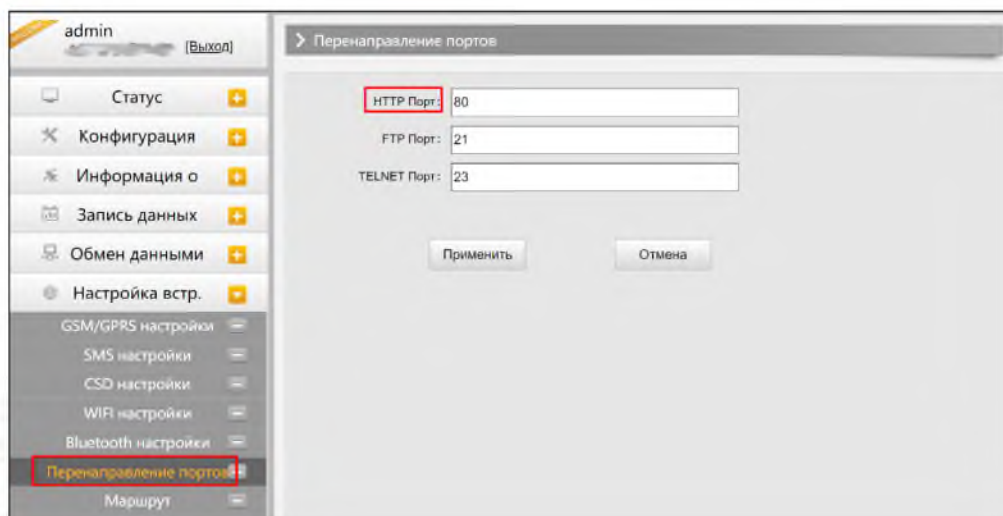 admin
[Выход]
Статус
Конфигурация
Информация о
Запись данных
Обмен данными
Настройка встр.
GSM/GPRS настройки
SMS настройки
CSD настройки
WIFI настройки
Bluetooth настройки
Перенаправление портов
Маршрут
Перенаправление портов
HTTP Порт: 80
FTP Порт: 21
TELNET Порт: 23
Применить Отмена